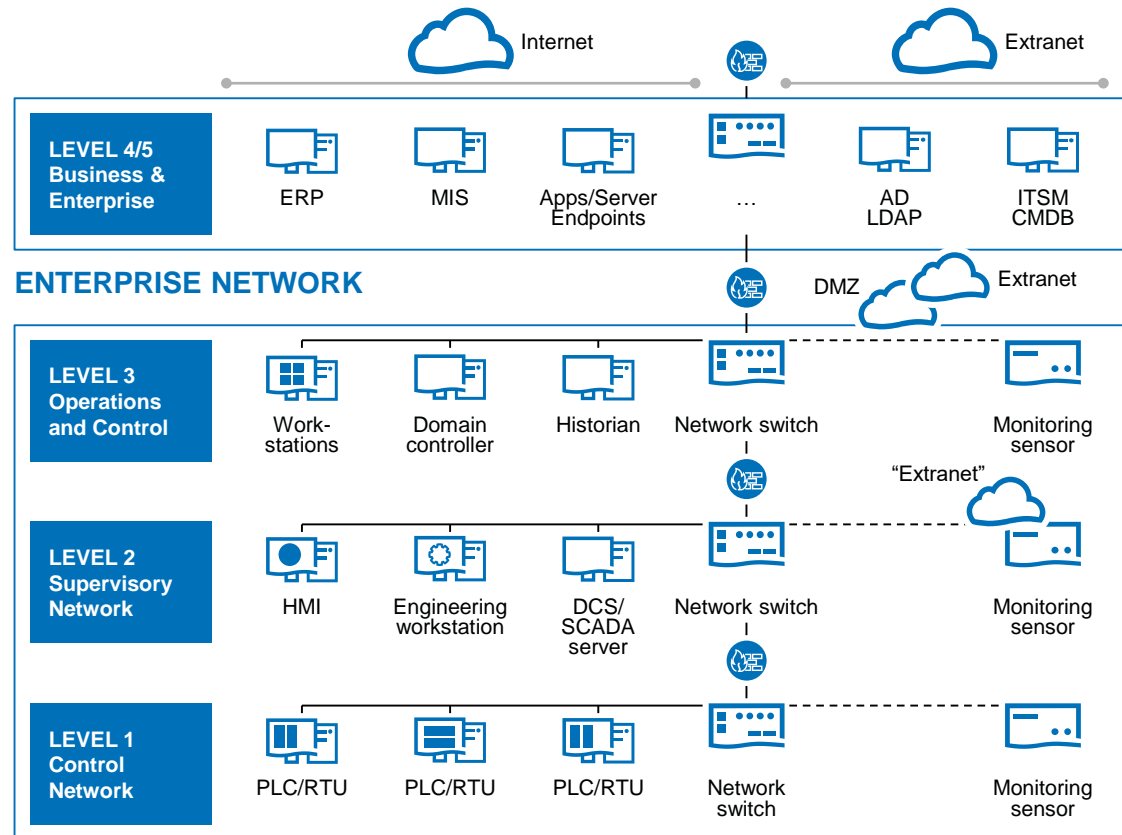 Internet
Extranet
LEVEL 4/5
Business &
Enterprise
ERP
MIS
Apps/Server
Endpoints
...
AD
LDAP
ITSM
CMDB
ENTERPRISE NETWORK
DMZ
Extranet
LEVEL 3
Operations
and Control
Work-
stations
Domain
controller
Historian
Network switch
Monitoring
sensor
“Extranet”
LEVEL 2
Supervisory
Network
HMI
Engineering
workstation
DCS/
SCADA
server
Network switch
Monitoring
sensor
LEVEL 1
Control
Network
PLC/RTU
PLC/RTU
PLC/RTU
Network
switch
Monitoring
sensor